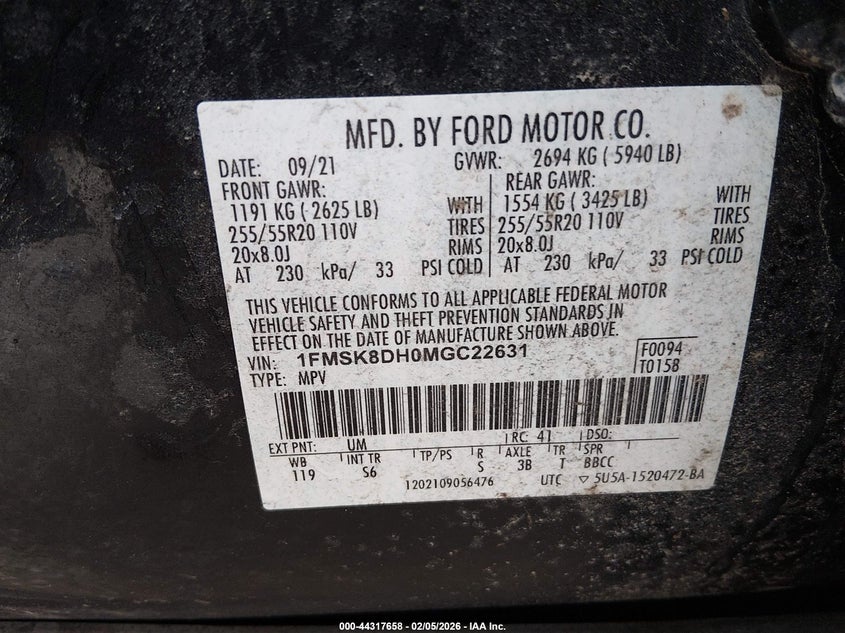 MFD. BY FORD MOTOR CO.
DATE: 09/21 GVWR: 2694 KG ( 5940 LB)
FRONT GAWR: REAR GAWR:
1191 KG ( 2625 LB) WITH 1554 KG ( 3425 LB) WITH
255/55R20 110V TIRES 255/55R20 110V TIRES
20x8.0J RIMS 20x8.0J RIMS
AT 230 kPa/ 33 PSI COLD AT 230 kPa/ 33 PSI COLD
THIS VEHICLE CONFORMS TO ALL APPLICABLE FEDERAL MOTOR
VEHICLE SAFETY AND THEFT PREVENTION STANDARDS IN
EFFECT ON THE DATE OF MANUFACTURE SHOWN ABOVE.
VIN: 1FMSK8DH0MGC22631 F0094
TYPE: MPV T0158
EXT PNT: UM RC: 41 DSO:
WB INT TR TP/PS R AXLE TR SPR
119 S6 S 3B T BBCC
1202109056476 UTC ▽ 5U5A-1520472-BA
000-44317658 - 02/05/2026 - IAA Inc.